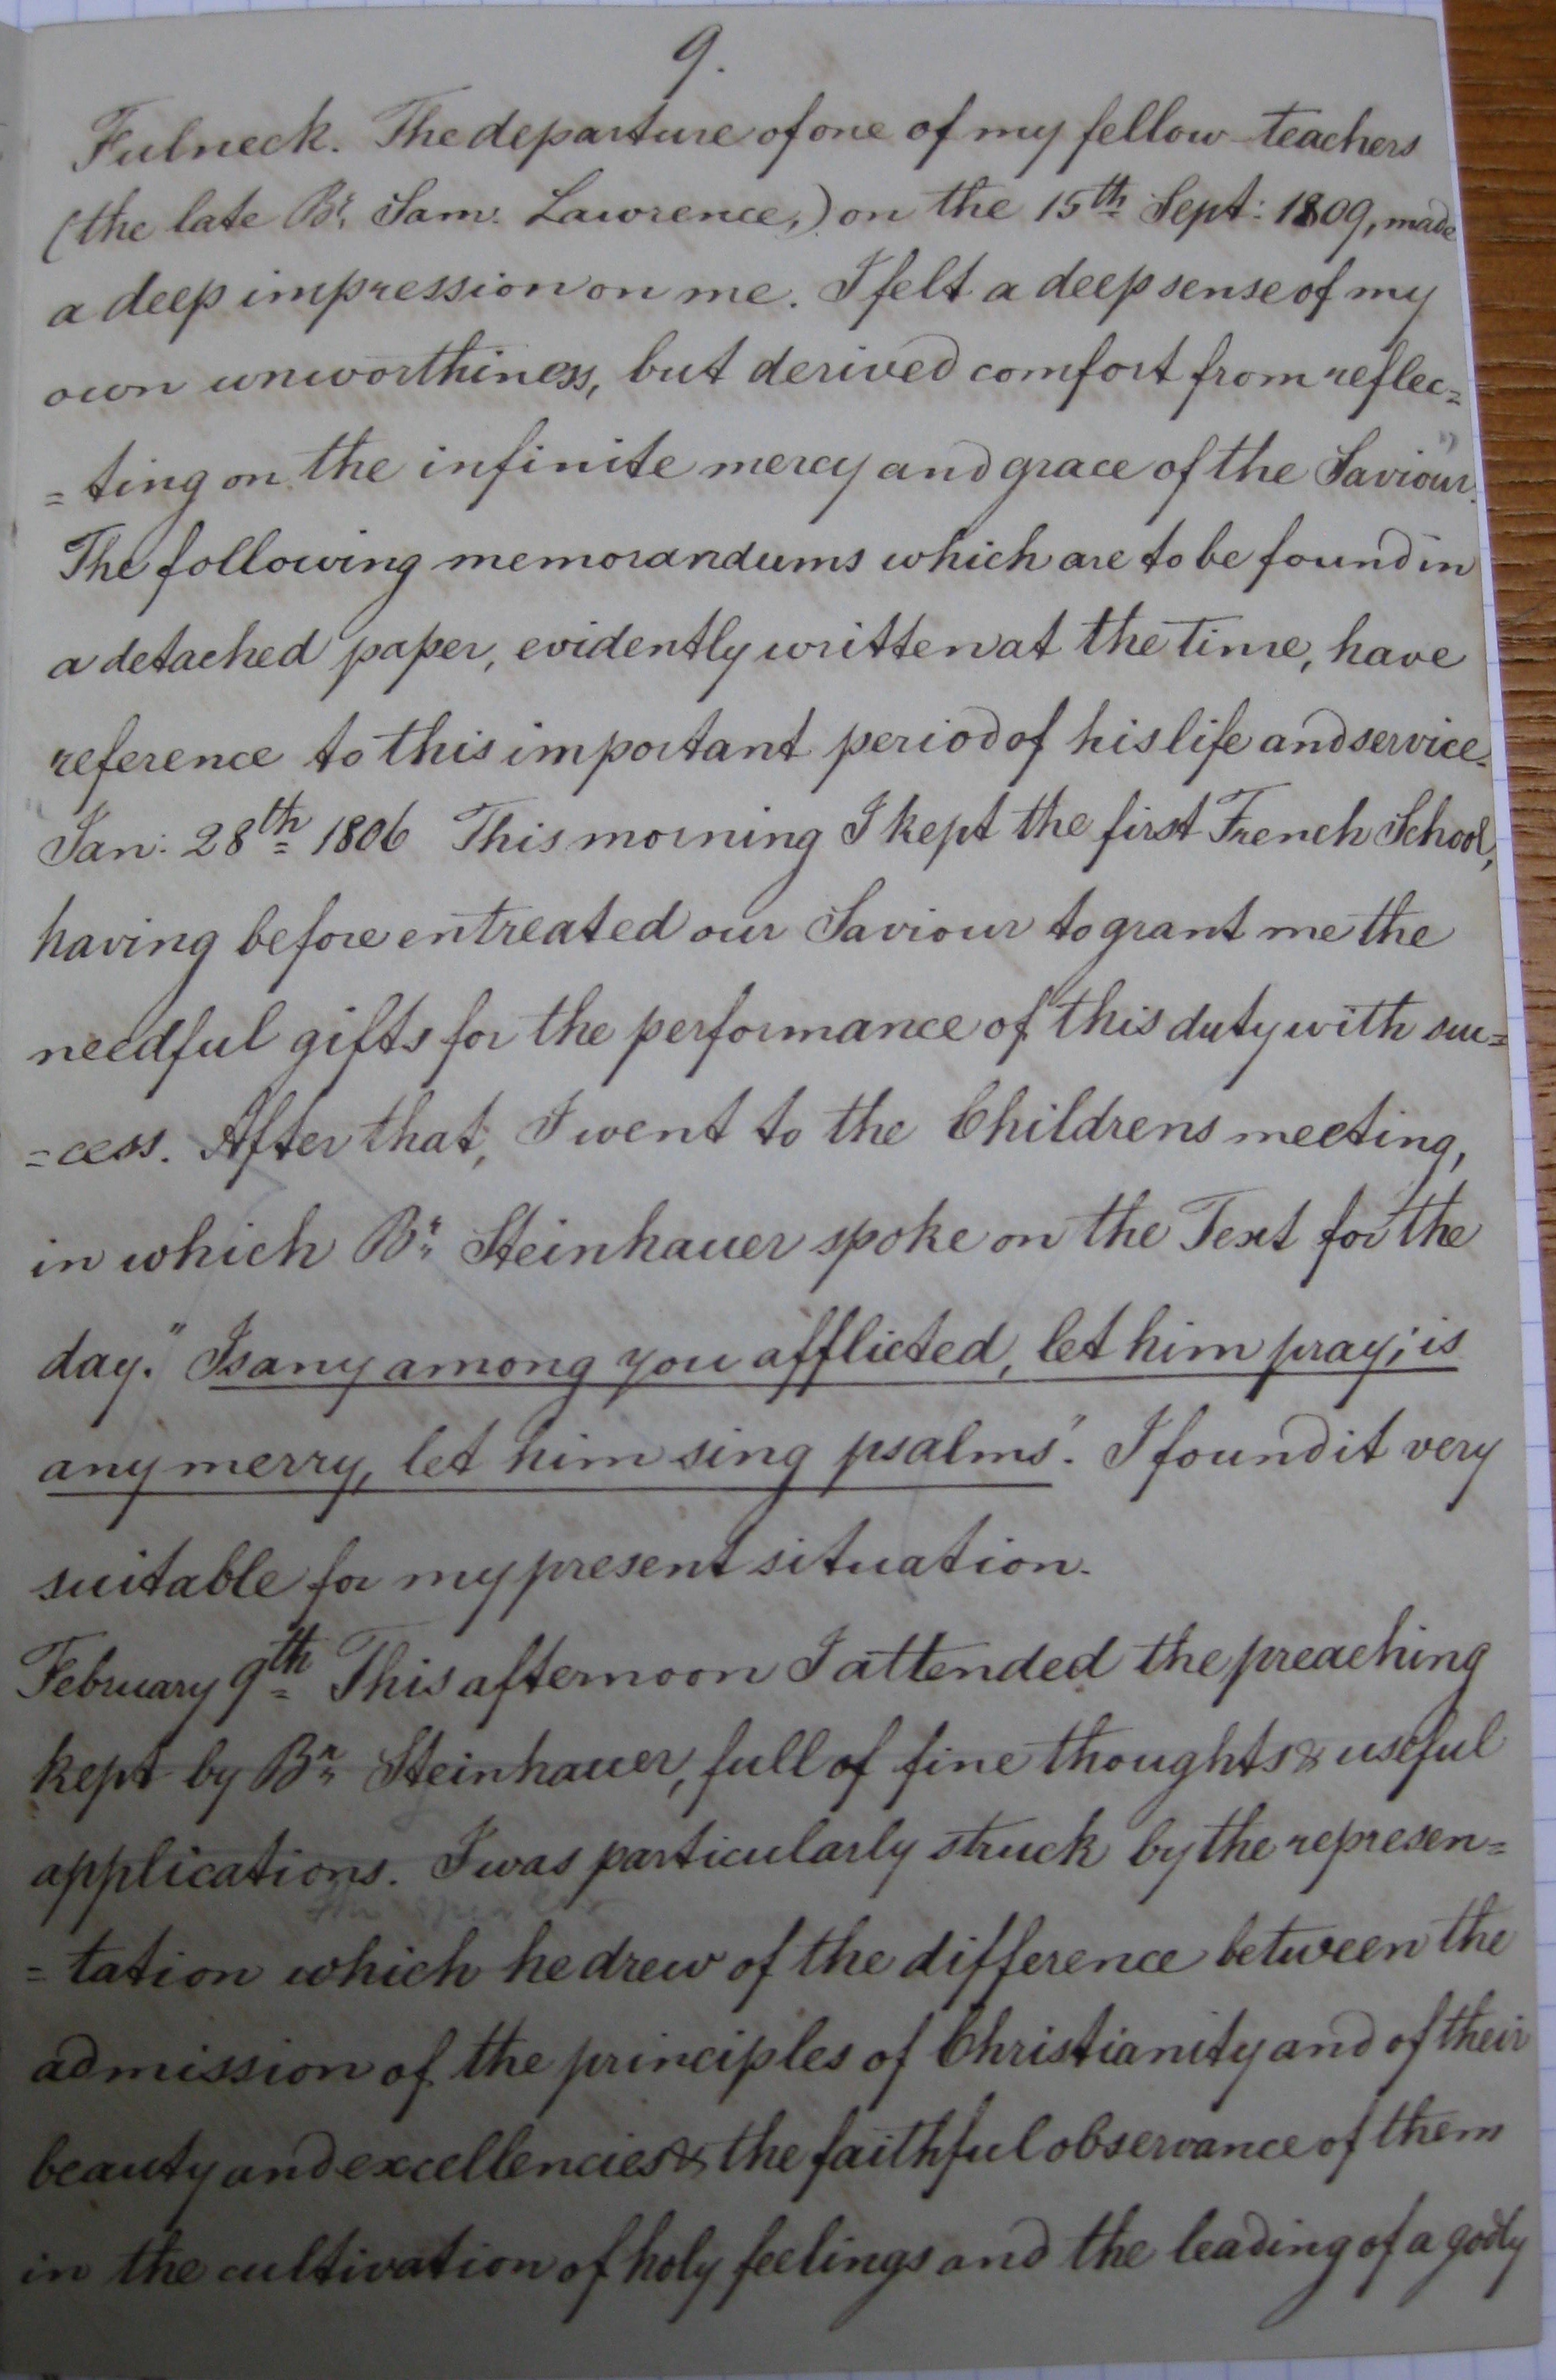 9.
Fulneck. The departure of one of my fellow teachers
(the late Br. Sam: Lawrence,) on the 15th Sept: 1809, made
a deep impression on me. I felt a deep sense of my
own unworthiness, but derived comfort from reflec=
=ting on the infinite mercy and grace of the Saviour."
The following memorandums which are to be found in
a detached paper, evidently written at the time, have
reference to this important period of his life and service.
"Jan: 28th 1806 This morning I kept the first French School,
having before entreated our Saviour to grant me the
needful gifts for the performance of this duty with suc=
=cess. After that, I went to the Childrens meeting,
in which Br. Steinhauer spoke on the Text for the
day. "Is any among you afflicted, let him pray; is
any merry, let him sing psalms". I found it very
suitable for my present situation.
February 9th This afternoon I attended the preaching
kept by Br. Steinhauer, full of fine thoughts & useful
applications. I was particularly struck by the represen=
=tation which he drew of the difference between the
admission of the principles of Christianity and of their
beauty and excellencies & the faithful observance of them
in the cultivation of holy feelings and the leading of a godly